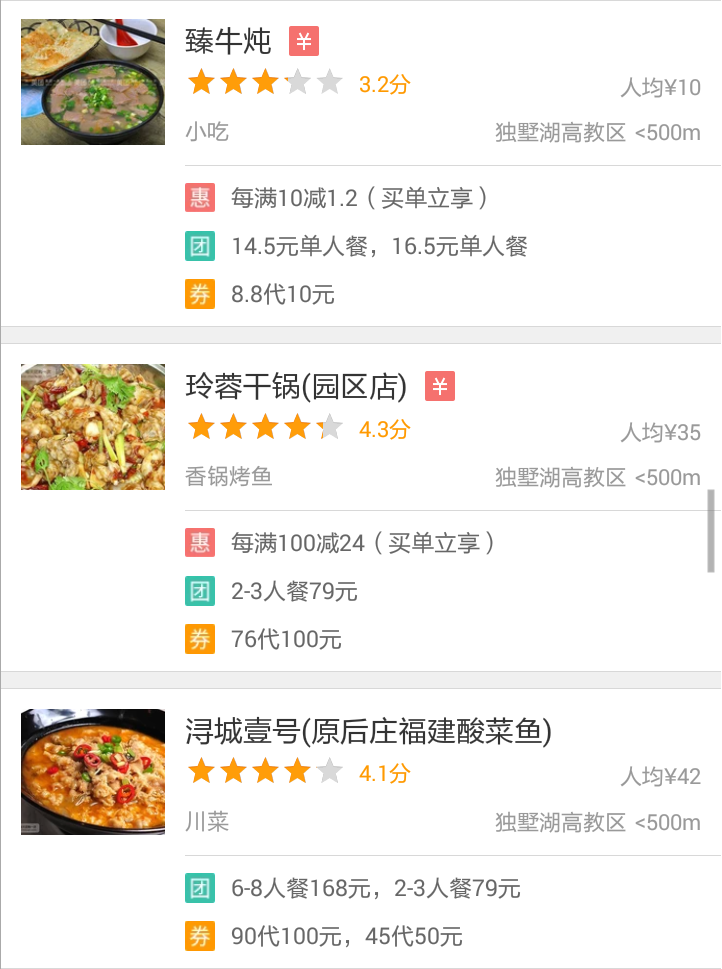 臻牛炖 ¥
3.2分
人均¥10
小吃
独墅湖高教区 <500m
惠 每满10减1.2（买单立享）
团 14.5元单人餐，16.5元单人餐
券 8.8代10元
玲蓉干锅(园区店) ¥
4.3分
人均¥35
香锅烤鱼
独墅湖高教区 <500m
惠 每满100减24（买单立享）
团 2-3人餐79元
券 76代100元
浔城壹号(原后庄福建酸菜鱼)
4.1分
人均¥42
川菜
独墅湖高教区 <500m
团 6-8人餐168元，2-3人餐79元
券 90代100元，45代50元